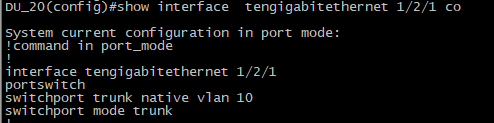 DU_20(config)#show interface  tengigabitethernet 1/2/1 co
System current configuration in port mode:
!command in port_mode
!
interface tengigabitethernet 1/2/1
portswitch
switchport trunk native vlan 10
switchport mode trunk
!